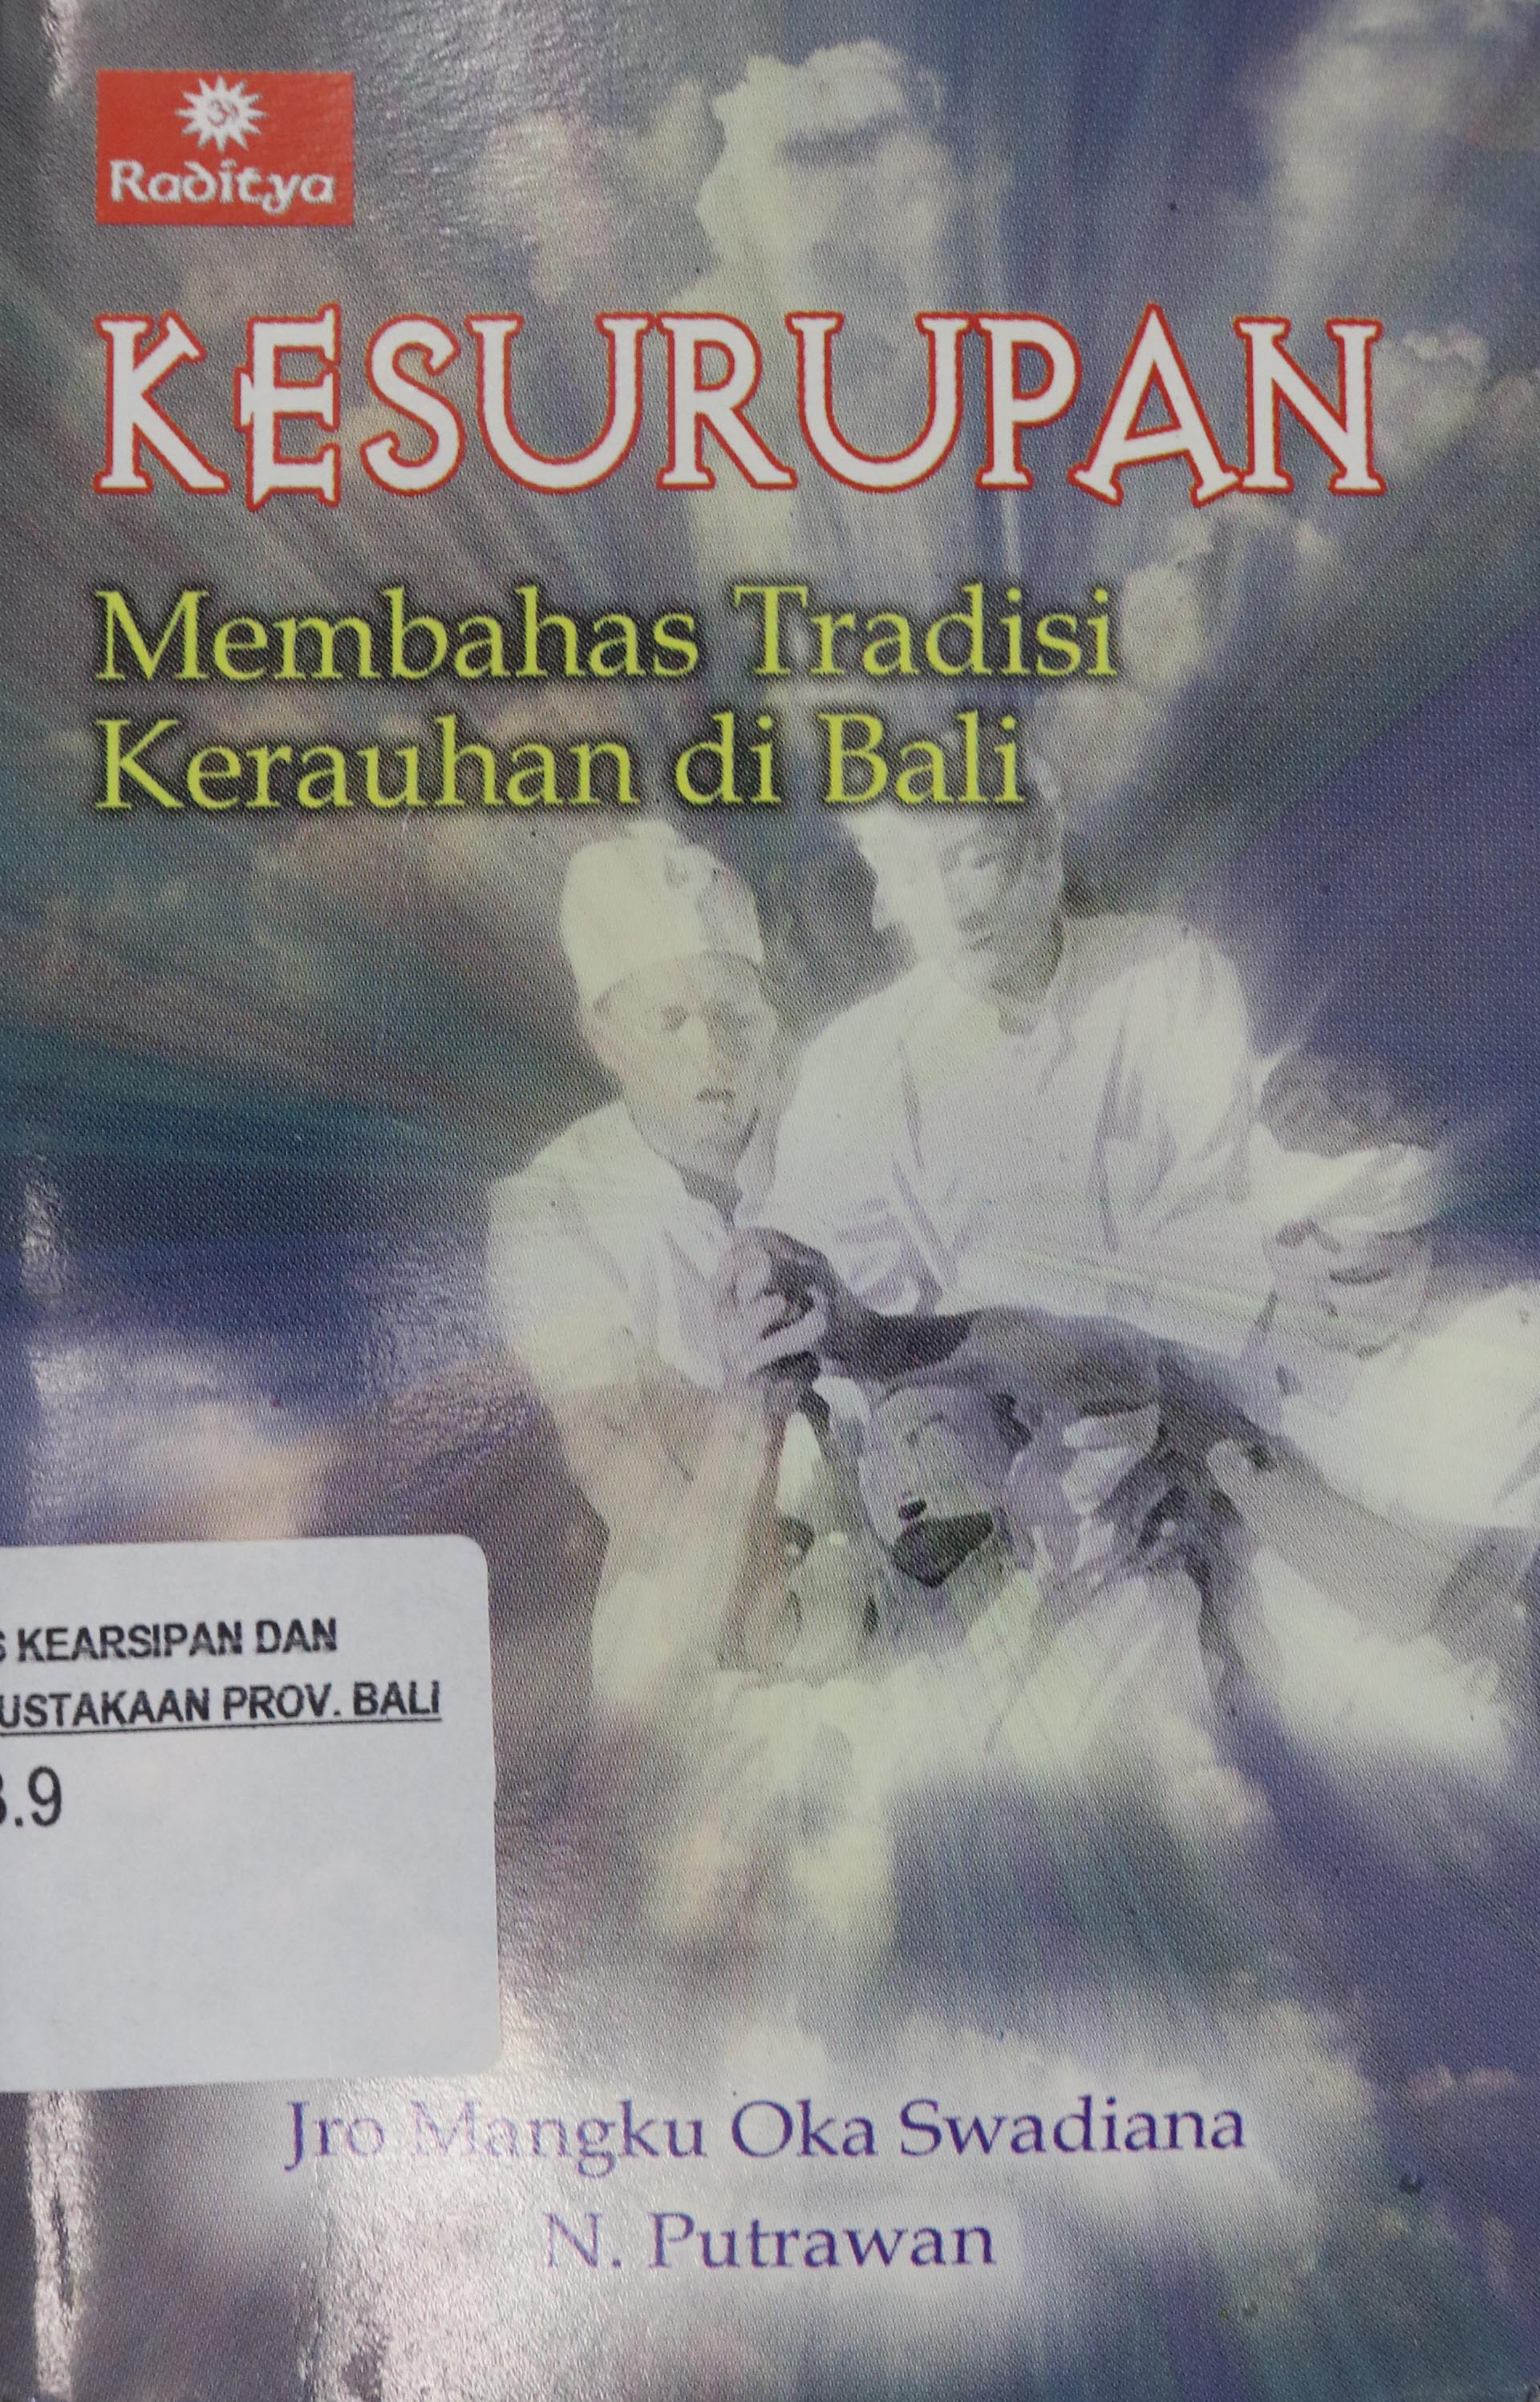 Raditya
KESURUPAN
Membahas Tradisi
Kerauhan di Bali
S KEARSIPAN DAN
USTAKAAN PROV. BALI
.9
Jro Mangku Oka Swadiana
N. Putrawan